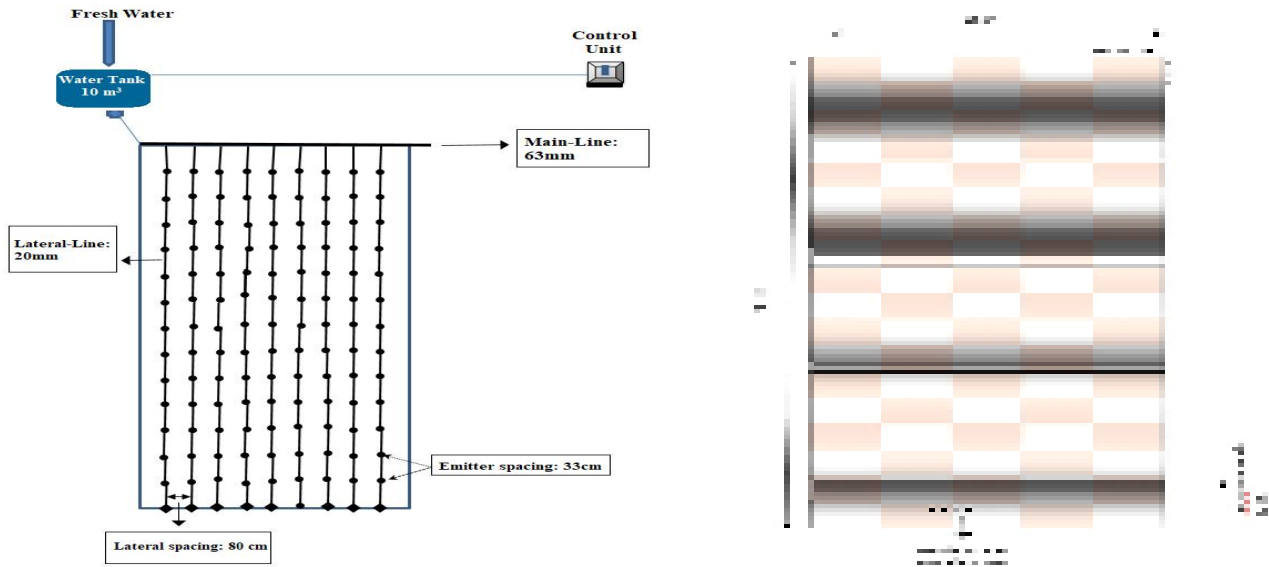 Fresh Water
Control
Unit
Water Tank
10 m³
Main-Line:
63mm
Lateral-Line:
20mm
Emitter spacing: 33cm
Lateral spacing: 80 cm